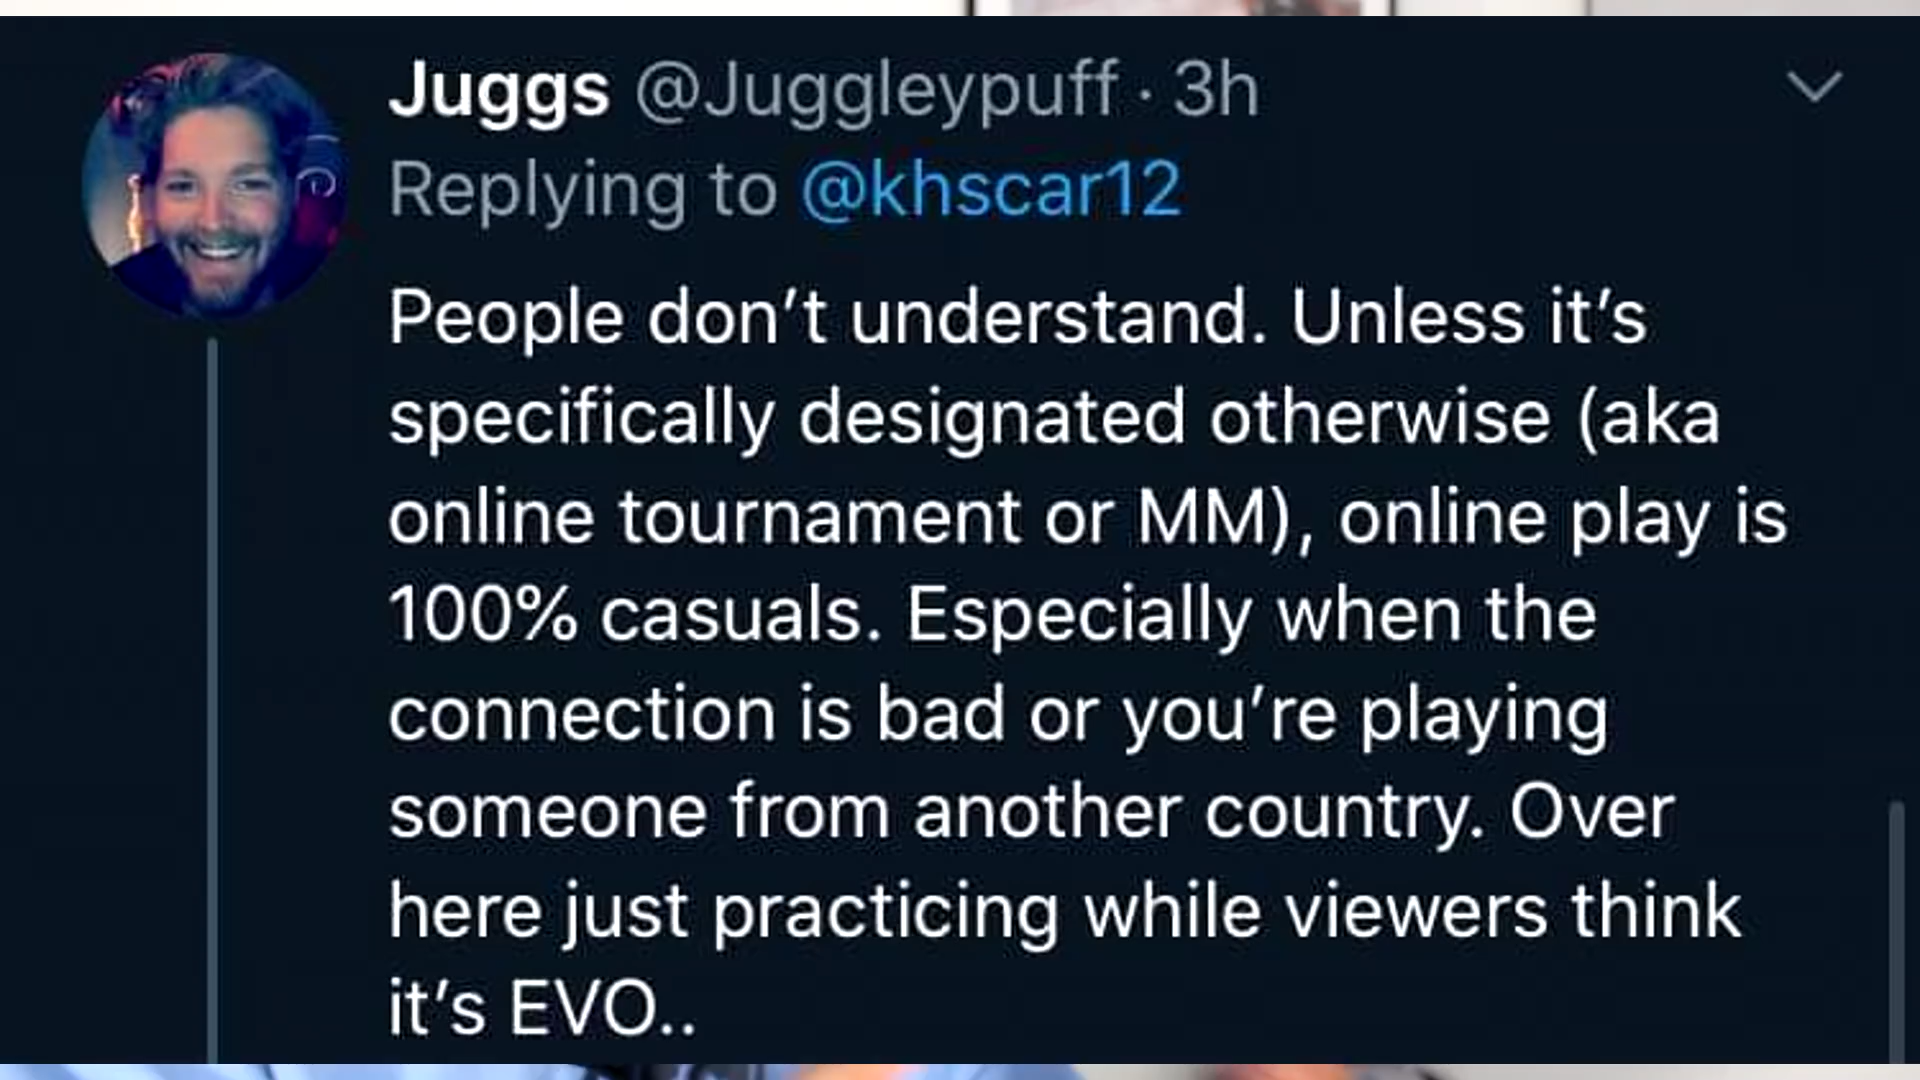 Juggs @Juggleypuff · 3h
Replying to @khscar12
People don’t understand. Unless it’s
specifically designated otherwise (aka
online tournament or MM), online play is
100% casuals. Especially when the
connection is bad or you’re playing
someone from another country. Over
here just practicing while viewers think
it’s EVO..